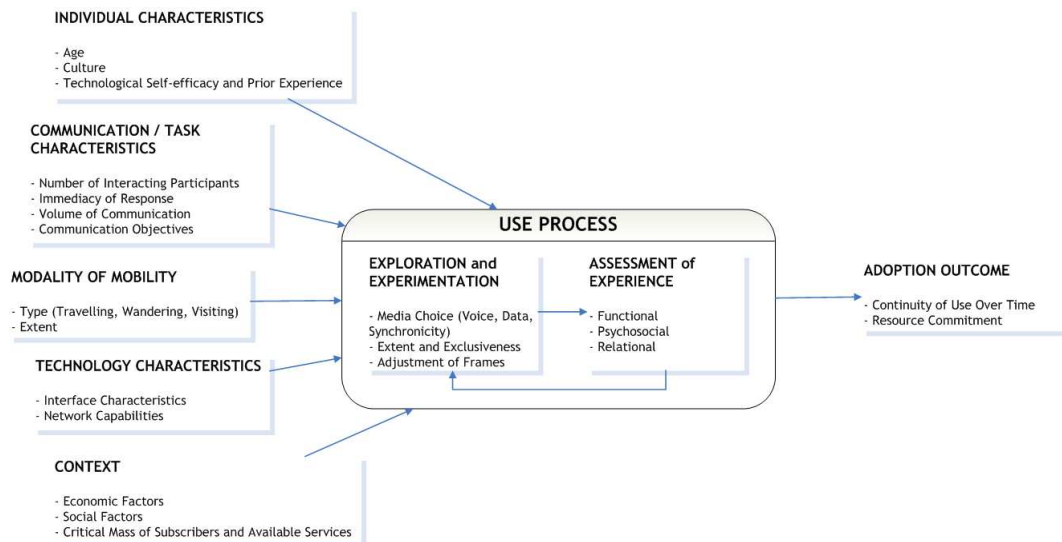 INDIVIDUAL CHARACTERISTICS
- Age
- Culture
- Technological Self-efficacy and Prior Experience
COMMUNICATION / TASK
CHARACTERISTICS
- Number of Interacting Participants
- Immediacy of Response
- Volume of Communication
- Communication Objectives
MODALITY OF MOBILITY
- Type (Travelling, Wandering, Visiting)
- Extent
TECHNOLOGY CHARACTERISTICS
- Interface Characteristics
- Network Capabilities
CONTEXT
- Economic Factors
- Social Factors
- Critical Mass of Subscribers and Available Services
USE PROCESS
EXPLORATION and
EXPERIMENTATION
- Media Choice (Voice, Data,
Synchronicity)
- Extent and Exclusiveness
- Adjustment of Frames
ASSESSMENT of
EXPERIENCE
- Functional
- Psychosocial
- Relational
ADOPTION OUTCOME
- Continuity of Use Over Time
- Resource Commitment